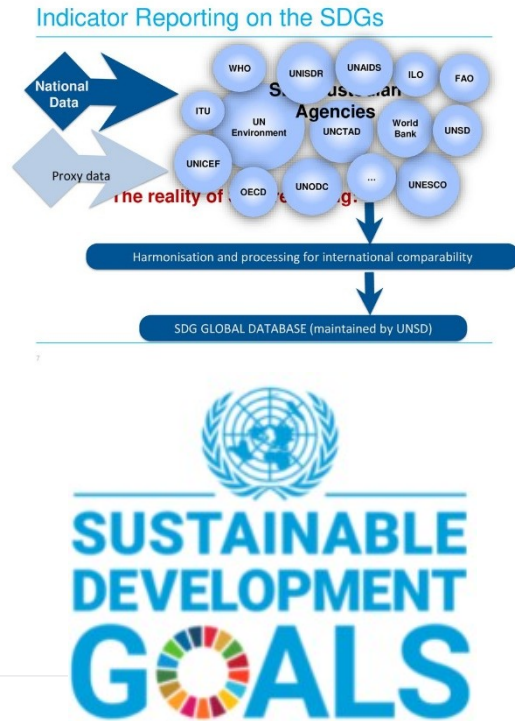 Indicator Reporting on the SDGs
National
Data
Proxy data
WHO
UNISDR
UNAIDS
ILO
FAO
ITU
UN
Environment
Agencies
UNCTAD
World
Bank
UNSD
UNICEF
OECD
UNODC
...
UNESCO
The reality of
Harmonisation and processing for international comparability
SDG GLOBAL DATABASE (maintained by UNSD)
7
SUSTAINABLE
DEVELOPMENT
GOALS